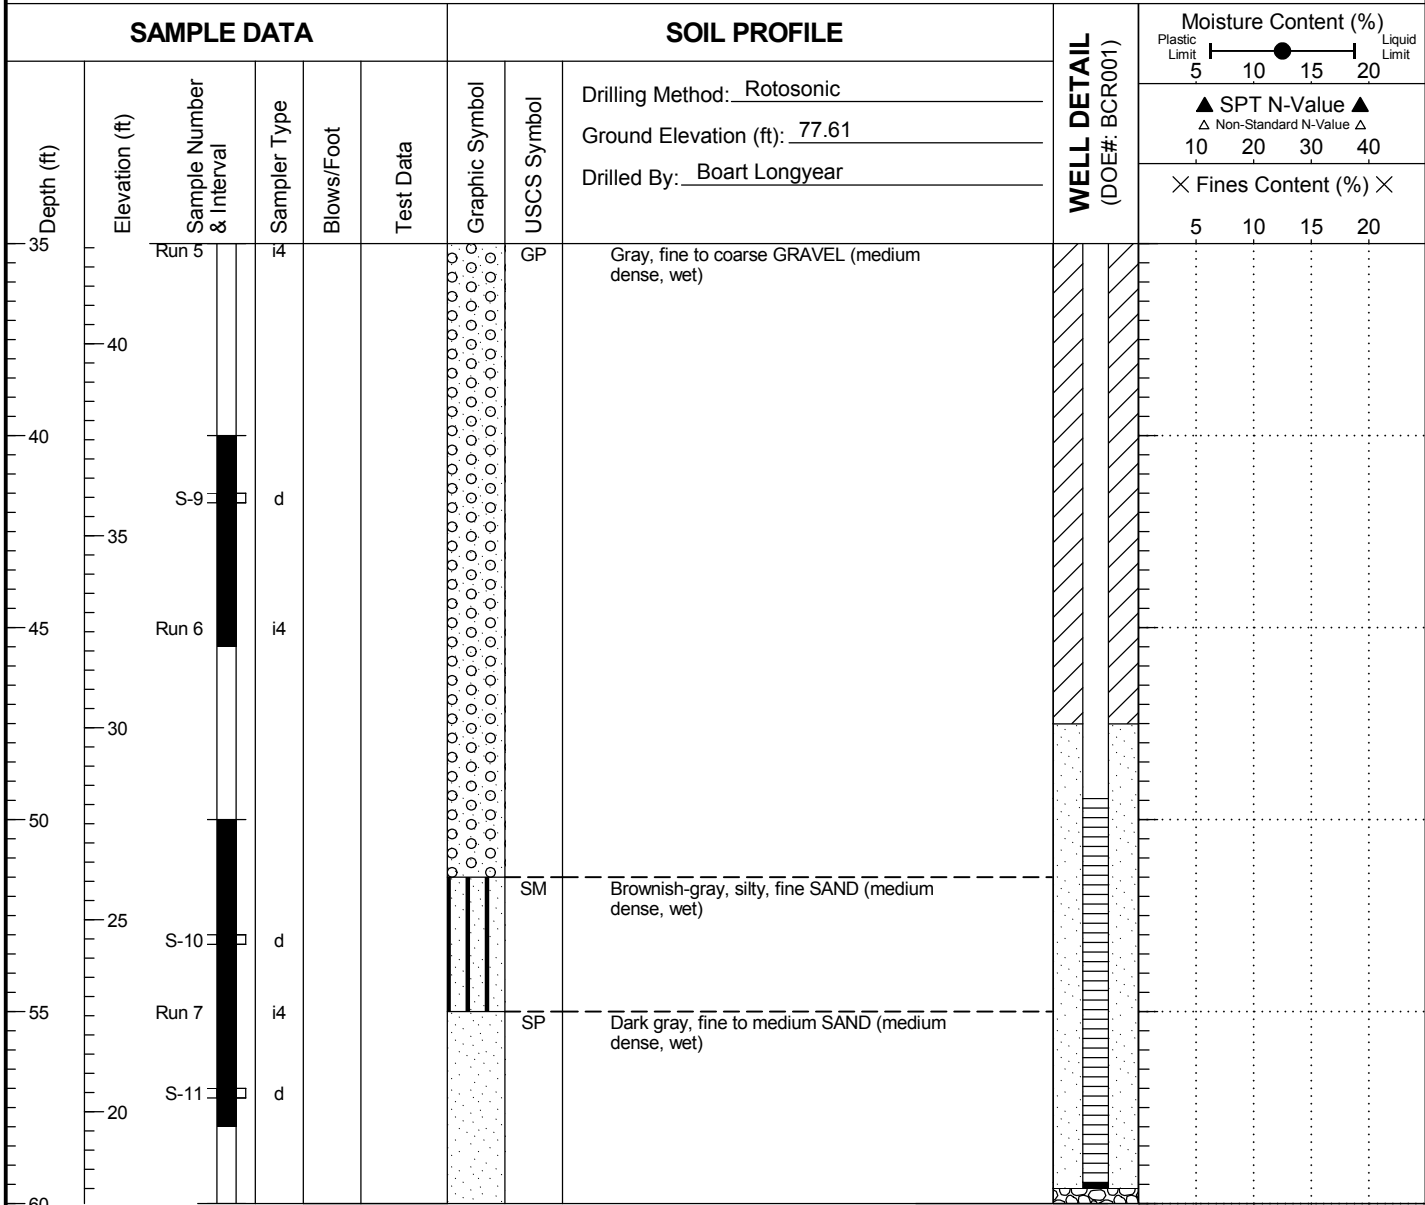 SAMPLE DATA
SOIL PROFILE
Depth (ft)
Elevation (ft)
Sample Number
& Interval
Sampler Type
Blows/Foot
Test Data
Graphic Symbol
USCS Symbol
Drilling Method: Rotosonic
Ground Elevation (ft): 77.61
Drilled By: Boart Longyear
WELL DETAIL
(DOE#: BCR001)
Moisture Content (%)
Plastic
Limit
Liquid
Limit
5 10 15 20
▲ SPT N-Value ▲
△ Non-Standard N-Value △
10 20 30 40
✕ Fines Content (%) ✕
5 10 15 20
35
Run 5 i4
GP Gray, fine to coarse GRAVEL (medium
dense, wet)
40
40
S-9 d
35
45 Run 6 i4
30
50
SM Brownish-gray, silty, fine SAND (medium
dense, wet)
25
S-10 d
55 Run 7 i4
SP Dark gray, fine to medium SAND (medium
dense, wet)
S-11 d
20
60